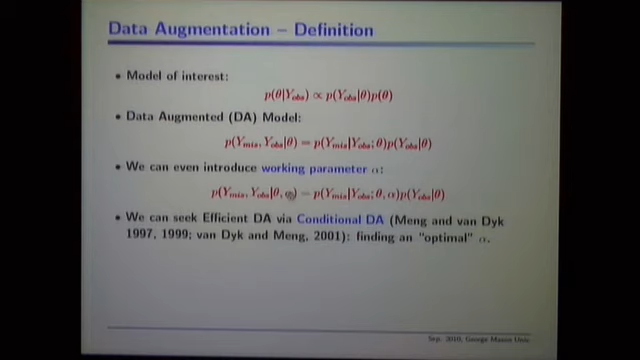 Data Augmentation – Definition
• Model of interest:
p(θ|Y_obs) ∝ p(Y_obs|θ)p(θ)
• Data Augmented (DA) Model:
p(Y_mis, Y_obs|θ) = p(Y_mis|Y_obs; θ)p(Y_obs|θ)
• We can even introduce working parameter α:
p(Y_mis, Y_obs|θ, α) = p(Y_mis|Y_obs; θ, α)p(Y_obs|θ)
• We can seek Efficient DA via Conditional DA (Meng and van Dyk
1997, 1999; van Dyk and Meng, 2001): finding an "optimal" α.
Sep. 2010, George Mason Univ